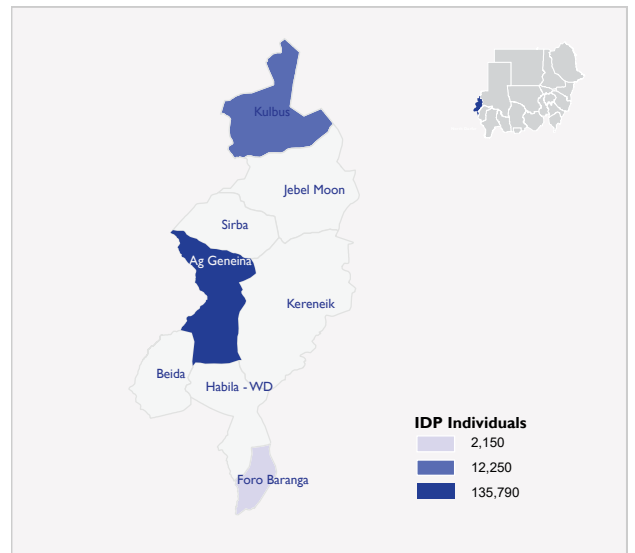 Kulbus
Jebel Moon
Sirba
Ag Geneina
Kereneik
Beida
Habila - WD
Foro Baranga
IDP Individuals
2,150
12,250
135,790